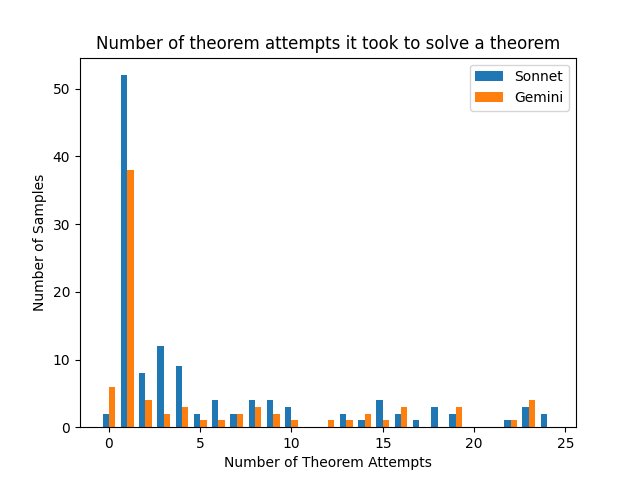 Number of theorem attempts it took to solve a theorem
Sonnet
Gemini
50
40
30
20
10
0
Number of Samples
0 5 10 15 20 25
Number of Theorem Attempts